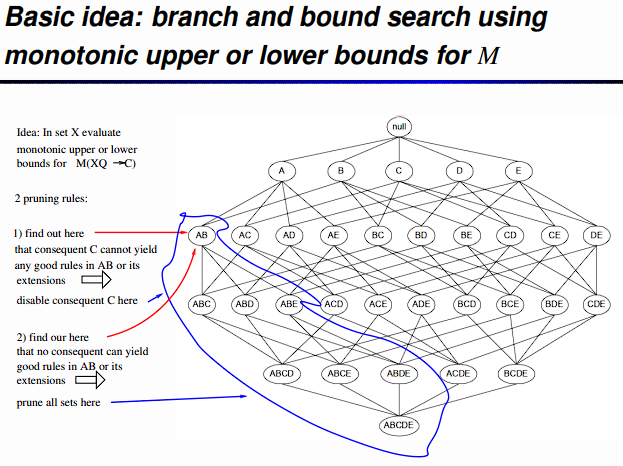 Basic idea: branch and bound search using
monotonic upper or lower bounds for M
Idea: In set X evaluate
monotonic upper or lower
bounds for M(XQ → C)
2 pruning rules:
1) find out here
that consequent C cannot yield
any good rules in AB or its
extensions
disable consequent C here
2) find our here
that no consequent can yield
good rules in AB or its
extensions
prune all sets here
null
A B C D E
AB AC AD AE BC BD BE CD CE DE
ABC ABD ABE ACD ACE ADE BCD BCE BDE CDE
ABCD ABCE ABDE ACDE BCDE
ABCDE